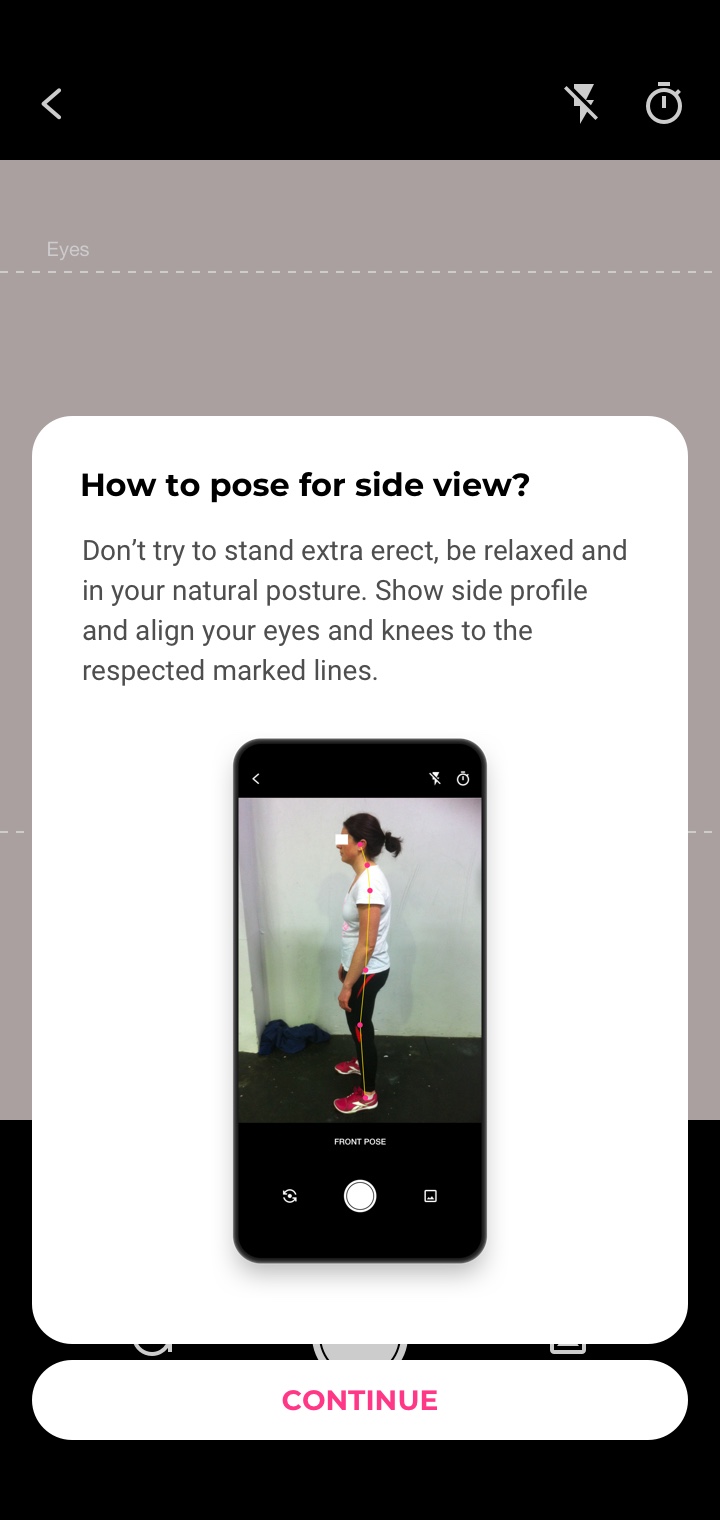 Eyes
How to pose for side view?
Don’t try to stand extra erect, be relaxed and
in your natural posture. Show side profile
and align your eyes and knees to the
respected marked lines.
FRONT POSE
CONTINUE